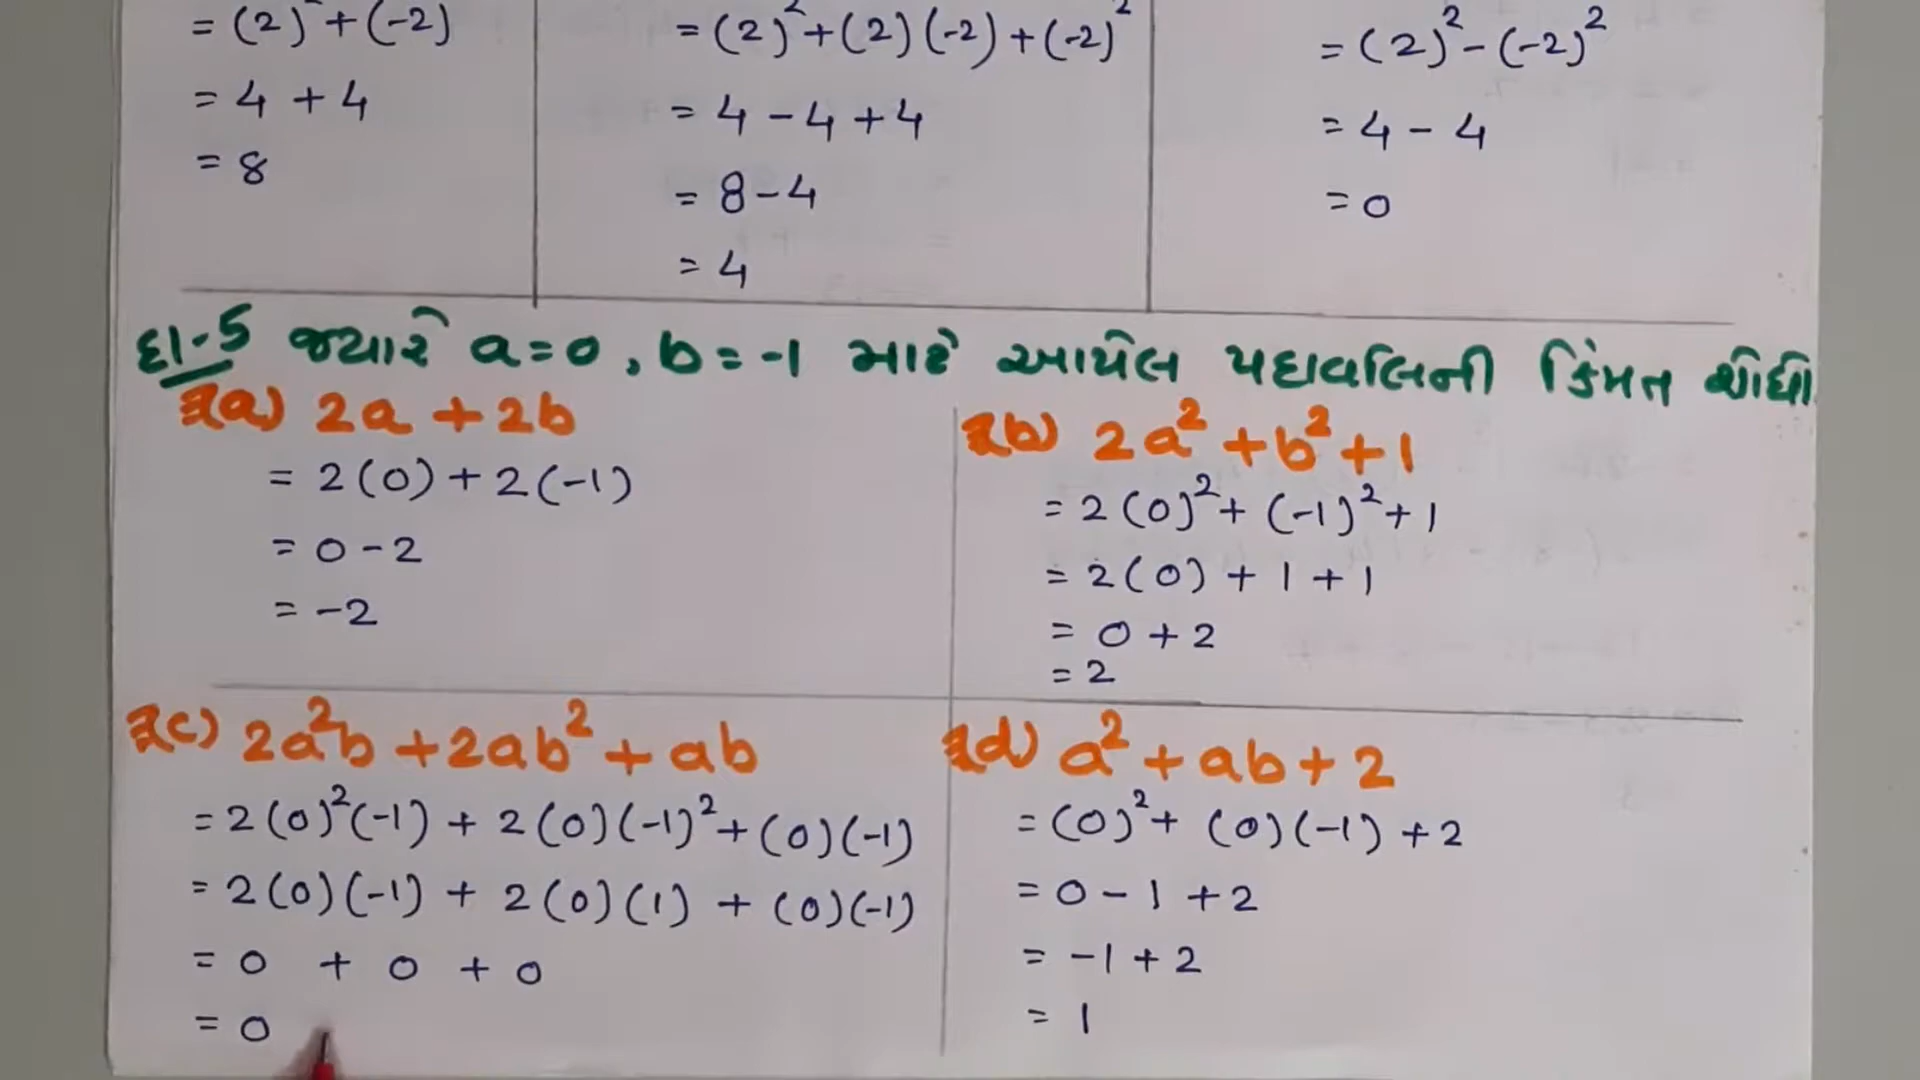 = (2)² + (-2)
= 4 + 4
= 8
= (2)² + (2) (-2) + (-2)²
= 4 - 4 + 4
= 8 - 4
= 4
= (2)² - (-2)²
= 4 - 4
= 0
દા-5 જ્યારે a = 0 , b = -1 માટે આપેલ પદાવલિની કિંમત શોધો.
(a) 2a + 2b
= 2(0) + 2(-1)
= 0 - 2
= -2
(b) 2a² + b² + 1
= 2(0)² + (-1)² + 1
= 2(0) + 1 + 1
= 0 + 2
= 2
(c) 2a²b + 2ab² + ab
= 2(0)²(-1) + 2(0)(-1)² + (0)(-1)
= 2(0)(-1) + 2(0)(1) + (0)(-1)
= 0 + 0 + 0
= 0
(d) a² + ab + 2
= (0)² + (0)(-1) + 2
= 0 - 1 + 2
= -1 + 2
= 1